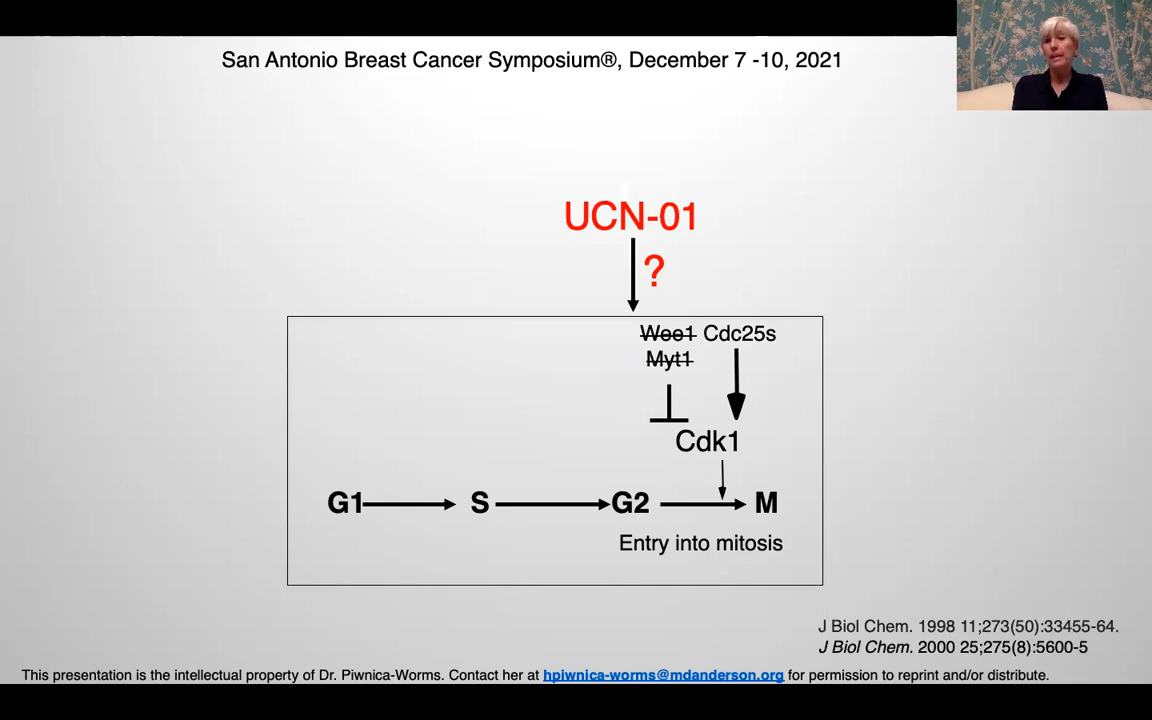 San Antonio Breast Cancer Symposium®, December 7 -10, 2021
UCN-01
?
Wee1 Cdc25s
Myt1
Cdk1
G1 S G2 M
Entry into mitosis
J Biol Chem. 1998 11;273(50):33455-64.
J Biol Chem. 2000 25;275(8):5600-5
This presentation is the intellectual property of Dr. Piwnica-Worms. Contact her at hpiwnica-worms@mdanderson.org for permission to reprint and/or distribute.